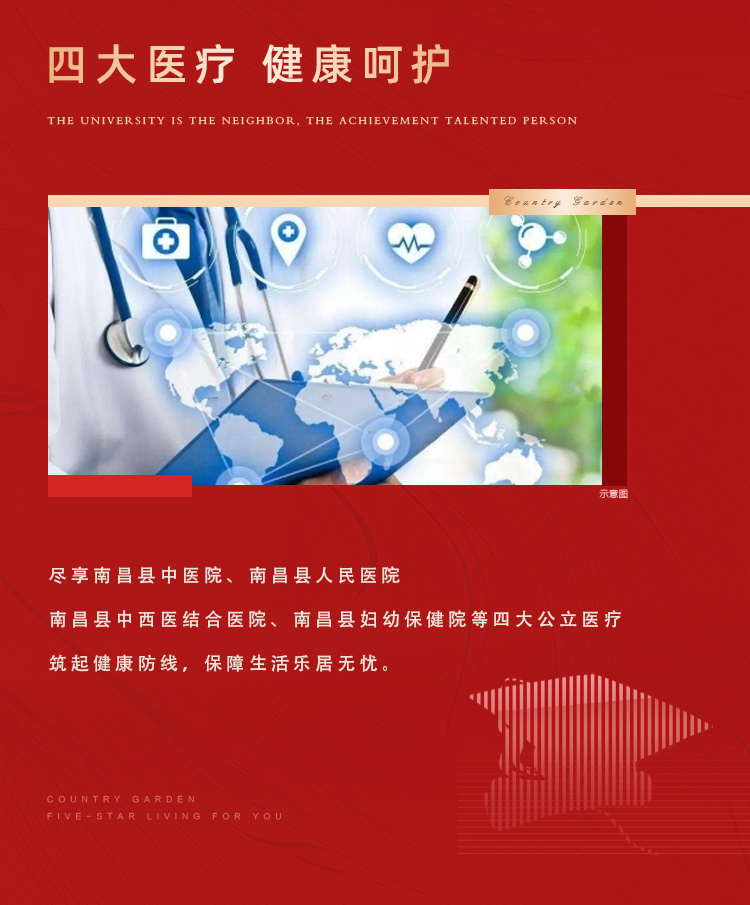 四大医疗 健康呵护
THE UNIVERSITY IS THE NEIGHBOR, THE ACHIEVEMENT TALENTED PERSON
Country Garden
示意图
尽享南昌县中医院、南昌县人民医院
南昌县中西医结合医院、南昌县妇幼保健院等四大公立医疗
筑起健康防线，保障生活乐居无忧。
COUNTRY GARDEN
FIVE-STAR LIVING FOR YOU